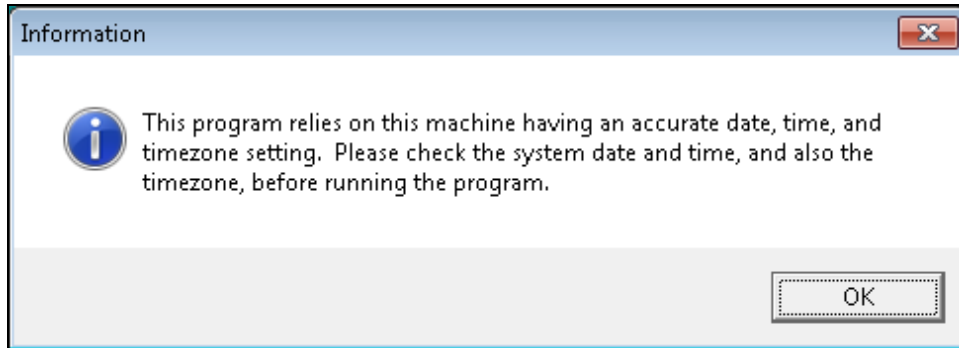 Information
This program relies on this machine having an accurate date, time, and
timezone setting.  Please check the system date and time, and also the
timezone, before running the program.
OK